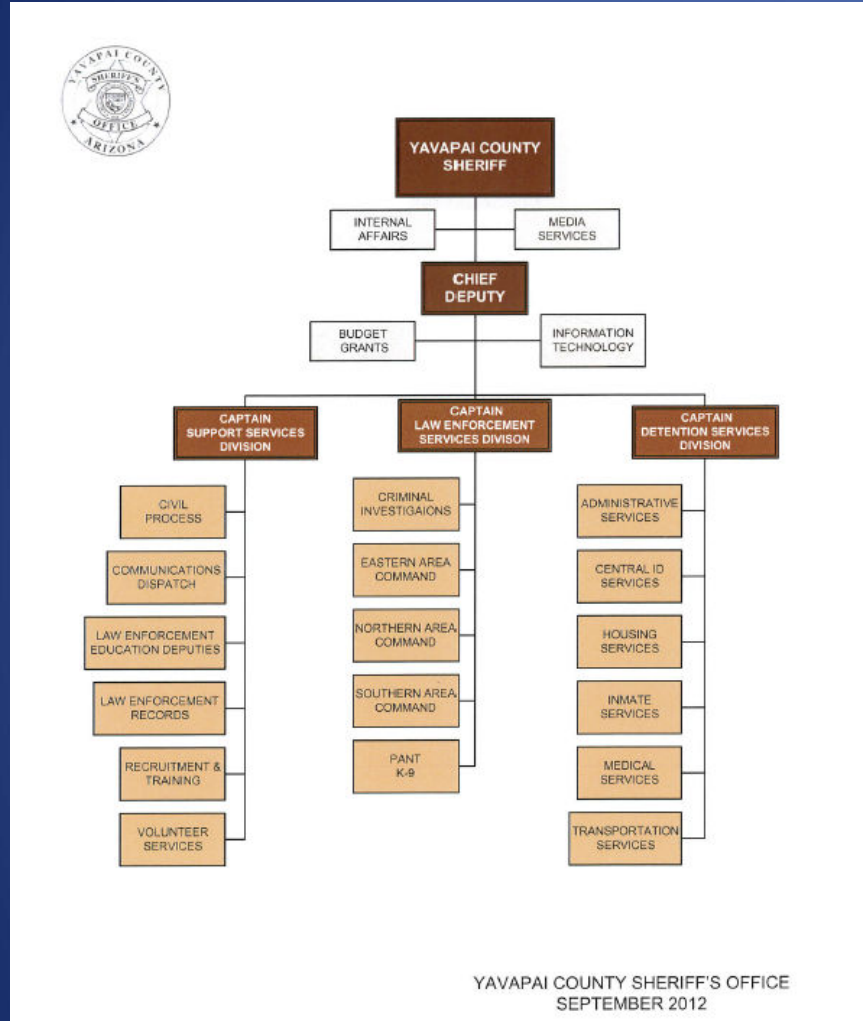 YAVAPAI COUNTY
SHERIFF'S
OFFICE
ARIZONA
YAVAPAI COUNTY
SHERIFF
INTERNAL
AFFAIRS
MEDIA
SERVICES
CHIEF
DEPUTY
BUDGET
GRANTS
INFORMATION
TECHNOLOGY
CAPTAIN
SUPPORT SERVICES
DIVISION
CAPTAIN
LAW ENFORCEMENT
SERVICES DIVISON
CAPTAIN
DETENTION SERVICES
DIVISION
CIVIL
PROCESS
COMMUNICATIONS
DISPATCH
LAW ENFORCEMENT
EDUCATION DEPUTIES
LAW ENFORCEMENT
RECORDS
RECRUITMENT &
TRAINING
VOLUNTEER
SERVICES
CRIMINAL
INVESTIGAIONS
EASTERN AREA
COMMAND
NORTHERN AREA
COMMAND
SOUTHERN AREA
COMMAND
PANT
K-9
ADMINISTRATIVE
SERVICES
CENTRAL ID
SERVICES
HOUSING
SERVICES
INMATE
SERVICES
MEDICAL
SERVICES
TRANSPORTATION
SERVICES
YAVAPAI COUNTY SHERIFF'S OFFICE
SEPTEMBER 2012